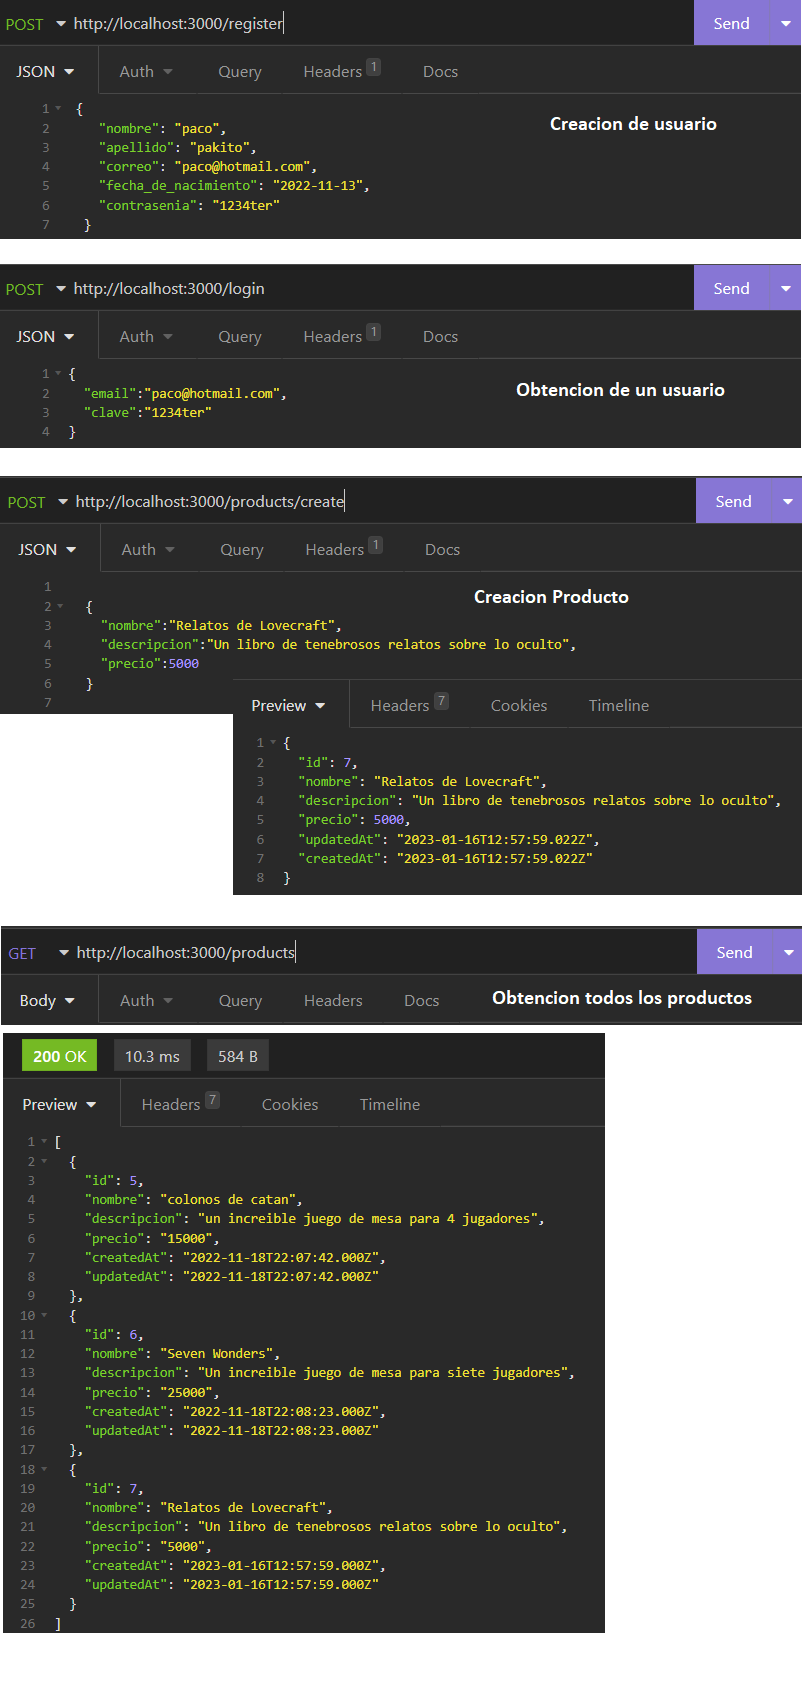 POST http://localhost:3000/register Send
JSON Auth Query Headers 1 Docs
Creacion de usuario
1 {
2 "nombre": "paco",
3 "apellido": "pakito",
4 "correo": "paco@hotmail.com",
5 "fecha_de_nacimiento": "2022-11-13",
6 "contrasenia": "1234ter"
7 }
POST http://localhost:3000/login Send
JSON Auth Query Headers 1 Docs
Obtencion de un usuario
1 {
2 "email":"paco@hotmail.com",
3 "clave":"1234ter"
4 }
POST http://localhost:3000/products/create Send
JSON Auth Query Headers 1 Docs
Creacion Producto
1
2 {
3 "nombre":"Relatos de Lovecraft",
4 "descripcion":"Un libro de tenebrosos relatos sobre lo oculto",
5 "precio":5000
6 }
7
Preview Headers 7 Cookies Timeline
1 {
2 "id": 7,
3 "nombre": "Relatos de Lovecraft",
4 "descripcion": "Un libro de tenebrosos relatos sobre lo oculto",
5 "precio": 5000,
6 "updatedAt": "2023-01-16T12:57:59.022Z",
7 "createdAt": "2023-01-16T12:57:59.022Z"
8 }
GET http://localhost:3000/products Send
Body Auth Query Headers Docs
Obtencion todos los productos
200 OK 10.3 ms 584 B
Preview Headers 7 Cookies Timeline
1 [
2 {
3 "id": 5,
4 "nombre": "colonos de catan",
5 "descripcion": "un increible juego de mesa para 4 jugadores",
6 "precio": "15000",
7 "createdAt": "2022-11-18T22:07:42.000Z",
8 "updatedAt": "2022-11-18T22:07:42.000Z"
9 },
10 {
11 "id": 6,
12 "nombre": "Seven Wonders",
13 "descripcion": "Un increible juego de mesa para siete jugadores",
14 "precio": "25000",
15 "createdAt": "2022-11-18T22:08:23.000Z",
16 "updatedAt": "2022-11-18T22:08:23.000Z"
17 },
18 {
19 "id": 7,
20 "nombre": "Relatos de Lovecraft",
21 "descripcion": "Un libro de tenebrosos relatos sobre lo oculto",
22 "precio": "5000",
23 "createdAt": "2023-01-16T12:57:59.000Z",
24 "updatedAt": "2023-01-16T12:57:59.000Z"
25 }
26 ]